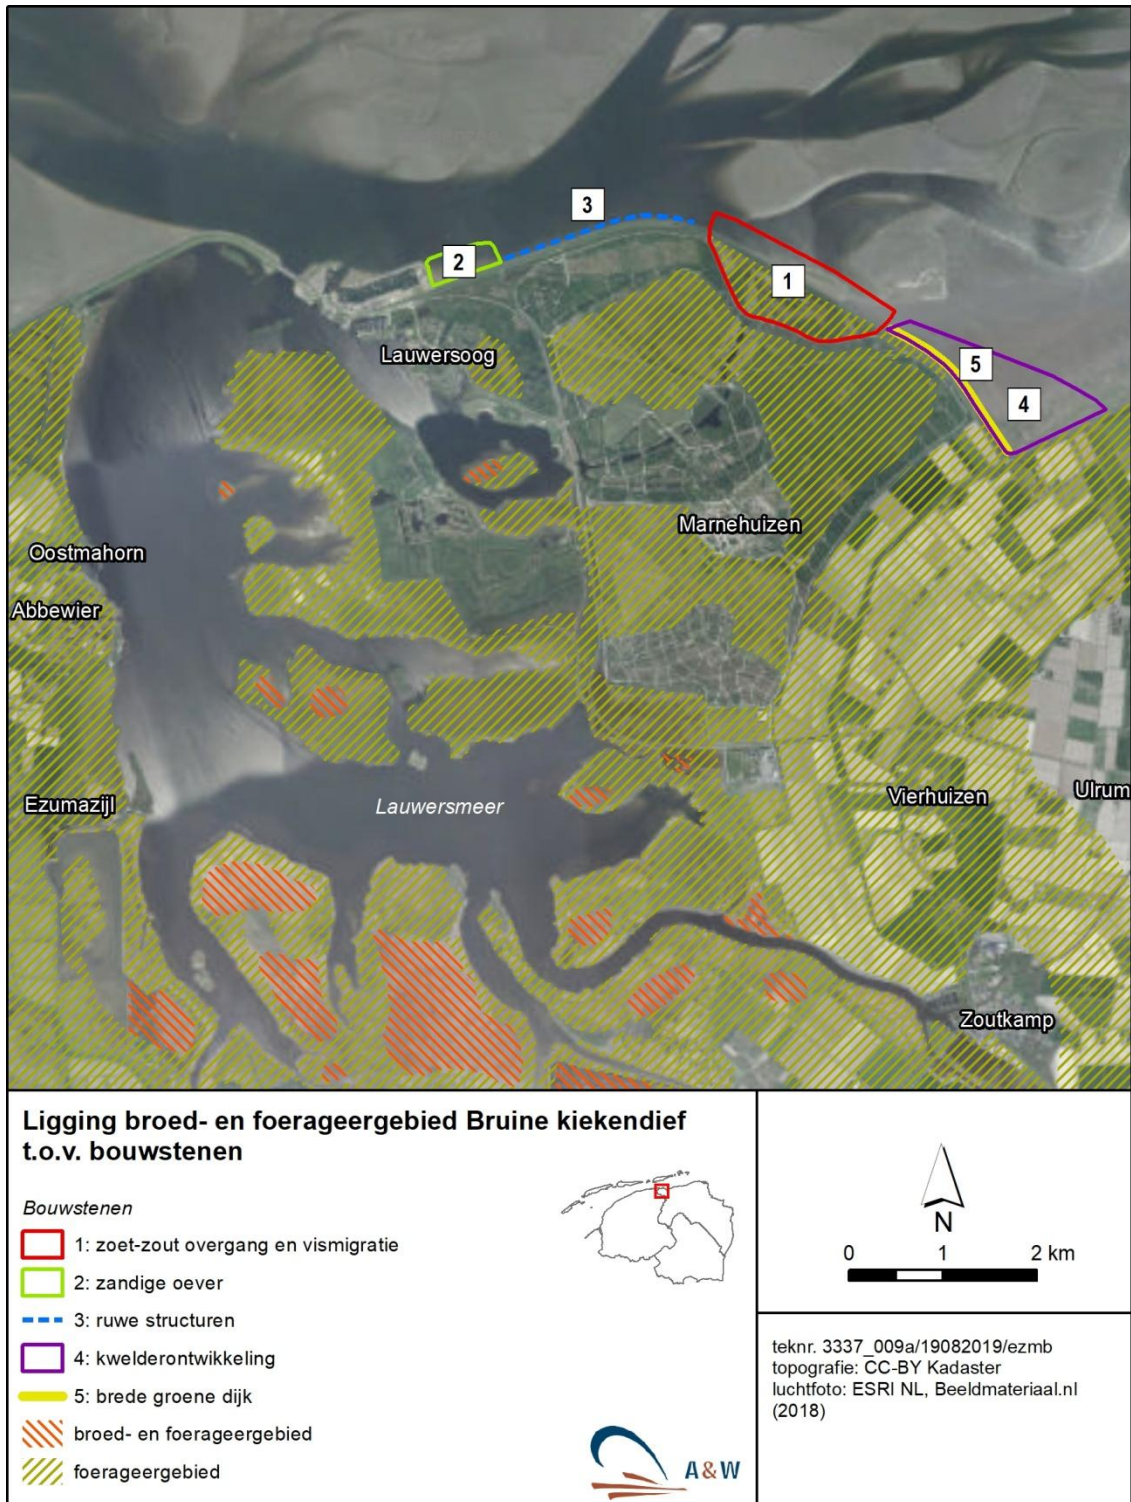 3
2
1
Lauwersoog
5
4
Marnehuizen
Oostmahorn
Abbewier
Ezumazijl
Lauwersmeer
Vierhuizen
Ulrum
Zoutkamp
Ligging broed- en foerageergebied Bruine kiekendief
t.o.v. bouwstenen
Bouwstenen
1: zoet-zout overgang en vismigratie
2: zandige oever
3: ruwe structuren
4: kwelderontwikkeling
5: brede groene dijk
broed- en foerageergebied
foerageergebied
A&W
N
0 1 2 km
teknr. 3337_009a/19082019/ezmb
topografie: CC-BY Kadaster
luchtfoto: ESRI NL, Beeldmateriaal.nl
(2018)